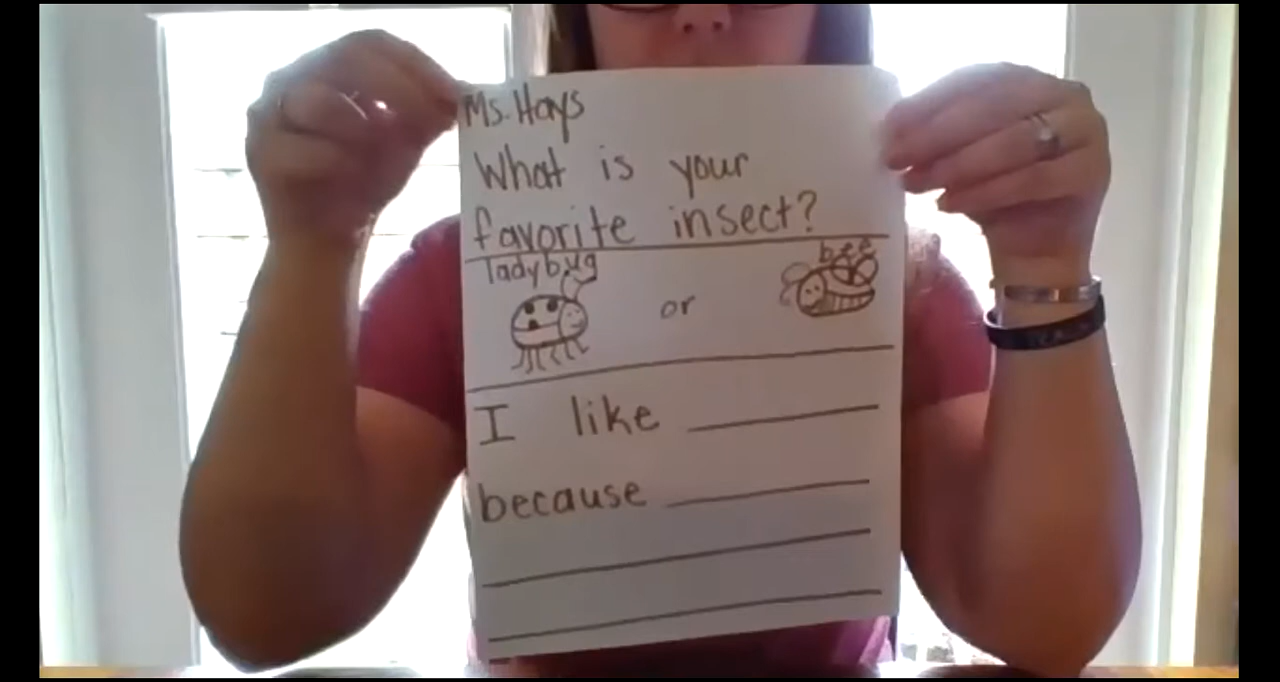 Ms. Hays
What is your
favorite insect?
ladybug or bee
I like
because